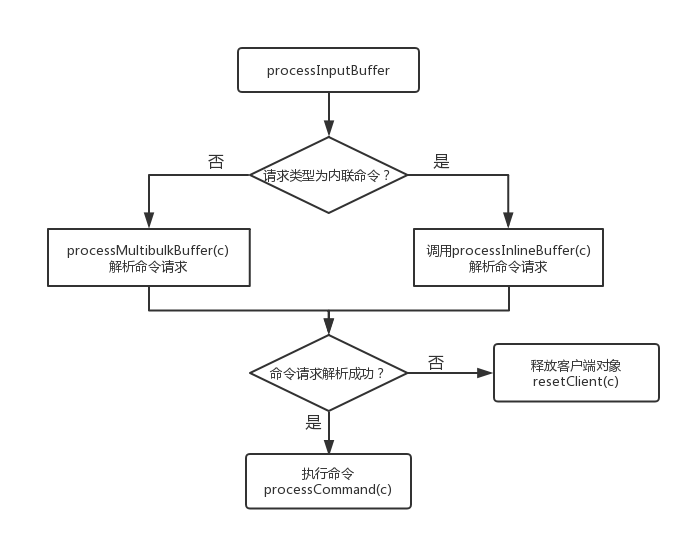 processInputBuffer
否
是
请求类型为内联命令？
processMultibulkBuffer(c)
解析命令请求
调用processInlineBuffer(c)
解析命令请求
命令请求解析成功？
否
释放客户端对象
resetClient(c)
是
执行命令
processCommand(c)